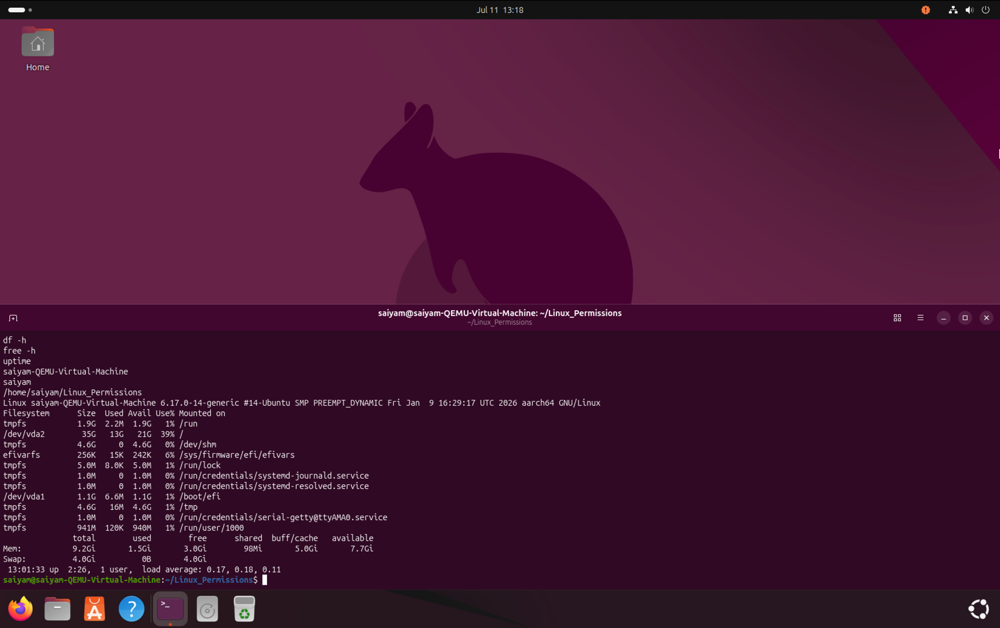 Jul 11 13:18
Home
saiyam@saiyam-QEMU-Virtual-Machine: ~/Linux_Permissions
~/Linux_Permissions
df -h
free -h
uptime
saiyam-QEMU-Virtual-Machine
saiyam
/home/saiyam/Linux_Permissions
Linux saiyam-QEMU-Virtual-Machine 6.17.0-14-generic #14-Ubuntu SMP PREEMPT_DYNAMIC Fri Jan  9 16:29:17 UTC 2026 aarch64 GNU/Linux
Filesystem      Size  Used Avail Use% Mounted on
tmpfs           1.9G  2.2M  1.9G   1% /run
/dev/vda2        35G   13G   21G  39% /
tmpfs           4.6G     0  4.6G   0% /dev/shm
efivarfs        256K   15K  242K   6% /sys/firmware/efi/efivars
tmpfs           5.0M  8.0K  5.0M   1% /run/lock
tmpfs           1.0M     0  1.0M   0% /run/credentials/systemd-journald.service
tmpfs           1.0M     0  1.0M   0% /run/credentials/systemd-resolved.service
/dev/vda1       1.1G  6.6M  1.1G   1% /boot/efi
tmpfs           4.6G   16M  4.6G   1% /tmp
tmpfs           1.0M     0  1.0M   0% /run/credentials/serial-getty@ttyAMA0.service
tmpfs           941M  120K  940M   1% /run/user/1000
               total        used        free      shared  buff/cache   available
Mem:           9.2Gi       1.5Gi       3.0Gi        98Mi       5.0Gi       7.7Gi
Swap:          4.0Gi          0B       4.0Gi
 13:01:33 up  2:26,  1 user,  load average: 0.17, 0.18, 0.11
saiyam@saiyam-QEMU-Virtual-Machine:~/Linux_Permissions$